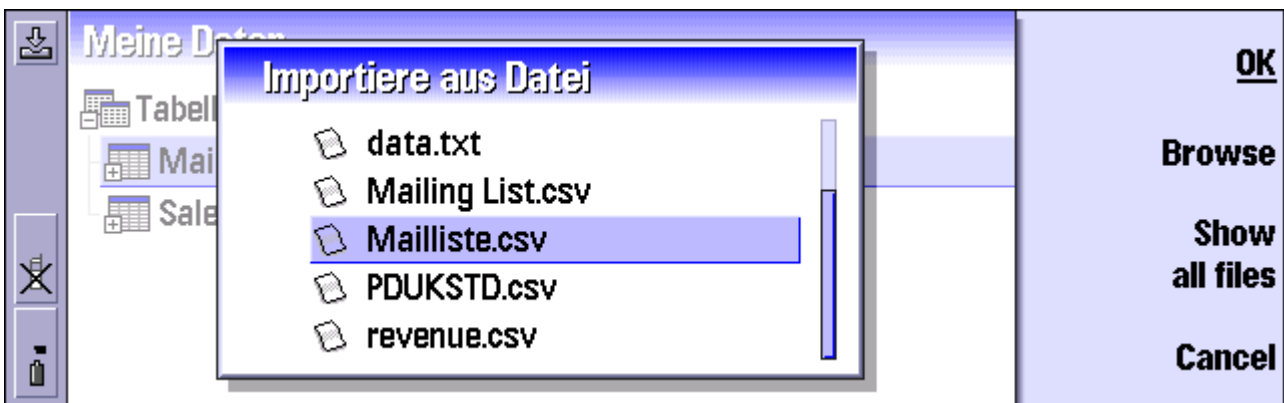 Meine Daten
Importiere aus Datei
Tabell
Mai
Sale
data.txt
Mailing List.csv
Mailliste.csv
PDUKSTD.csv
revenue.csv
OK
Browse
Show
all files
Cancel